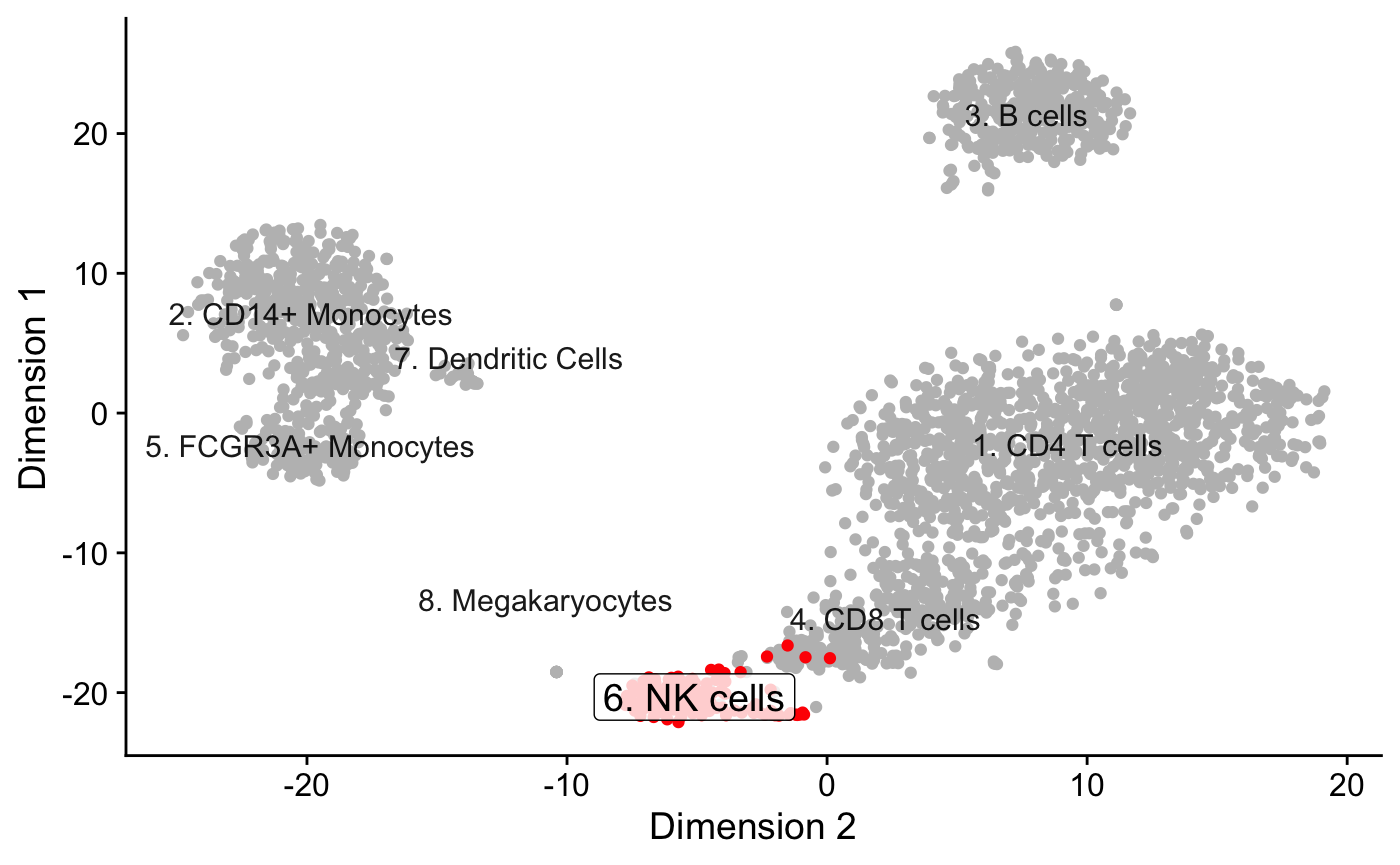 3. B cells
20
10
2. CD14+ Monocytes
7. Dendritic Cells
Dimension 1
0
5. FCGR3A+ Monocytes
1. CD4 T cells
-10
8. Megakaryocytes
4. CD8 T cells
-20
6. NK cells
-20 -10 0 10 20
Dimension 2